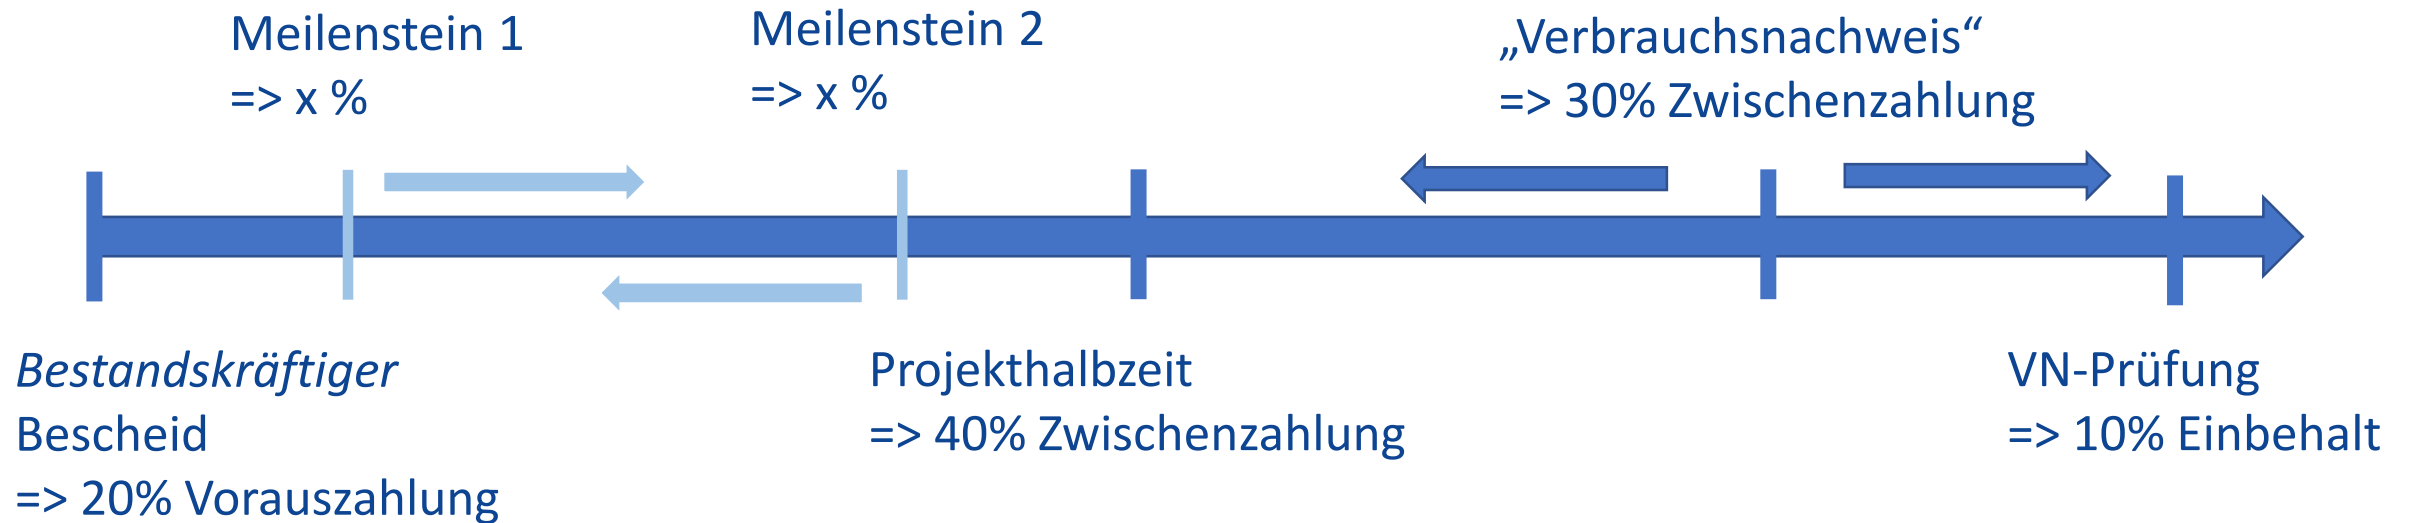 Meilenstein 1
=> x %
Meilenstein 2
=> x %
„Verbrauchsnachweis“
=> 30% Zwischenzahlung
Bestandskräftiger
Bescheid
=> 20% Vorauszahlung
Projekthalbzeit
=> 40% Zwischenzahlung
VN-Prüfung
=> 10% Einbehalt